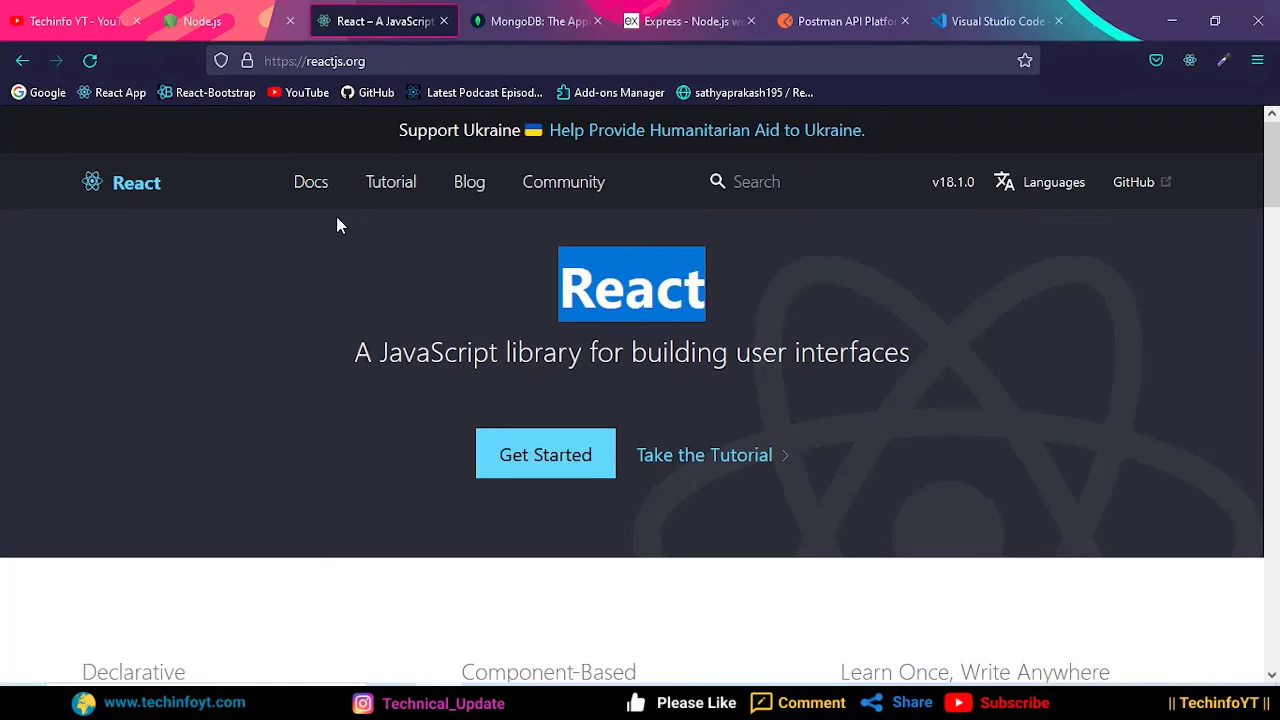 Techinfo YT - YouT
Node.js
React – A JavaScript
MongoDB: The Appl
Express - Node.js we
Postman API Platfor
Visual Studio Code
https://reactjs.org
Google
React App
React-Bootstrap
YouTube
GitHub
Latest Podcast Episod...
Add-ons Manager
sathyaprakash195 / Re...
Support Ukraine 🇺🇦 Help Provide Humanitarian Aid to Ukraine.
React
Docs
Tutorial
Blog
Community
Search
v18.1.0
Languages
GitHub
React
A JavaScript library for building user interfaces
Get Started
Take the Tutorial
Declarative
Component-Based
Learn Once, Write Anywhere
www.techinfoyt.com
Technical_Update
Please Like
Comment
Share
Subscribe
|| TechinfoYT ||